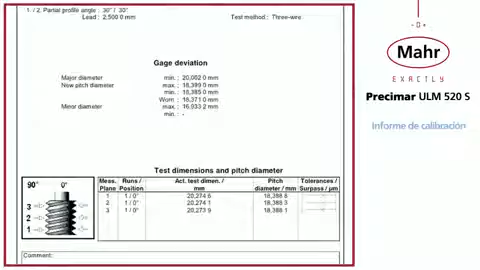 1 / 2 Partial profile angle : 30° / 30°
Lead : 2,500 0 mm Test method : Three-wire
Gage deviation
Major diameter min. : 20,002 0 mm
New pitch diameter max. : 18,399 0 mm
min. : 18,385 0 mm
Worn : 18,371 0 mm
Minor diameter max. : 16,933 2 mm
min. : -
Test dimensions and pitch diameter
90° 0°
3
2
1
Meas. Plane Runs / Position Act. test dimen. / mm Pitch diameter / mm Tolerances / Surpass / µm
1 1 / 0° 20,274 6 18,388 8
2 1 / 0° 20,274 1 18,388 3
3 1 / 0° 20,273 9 18,388 1
Comment:
Mahr
EXACTLY
Precimar ULM 520 S
Informe de calibración